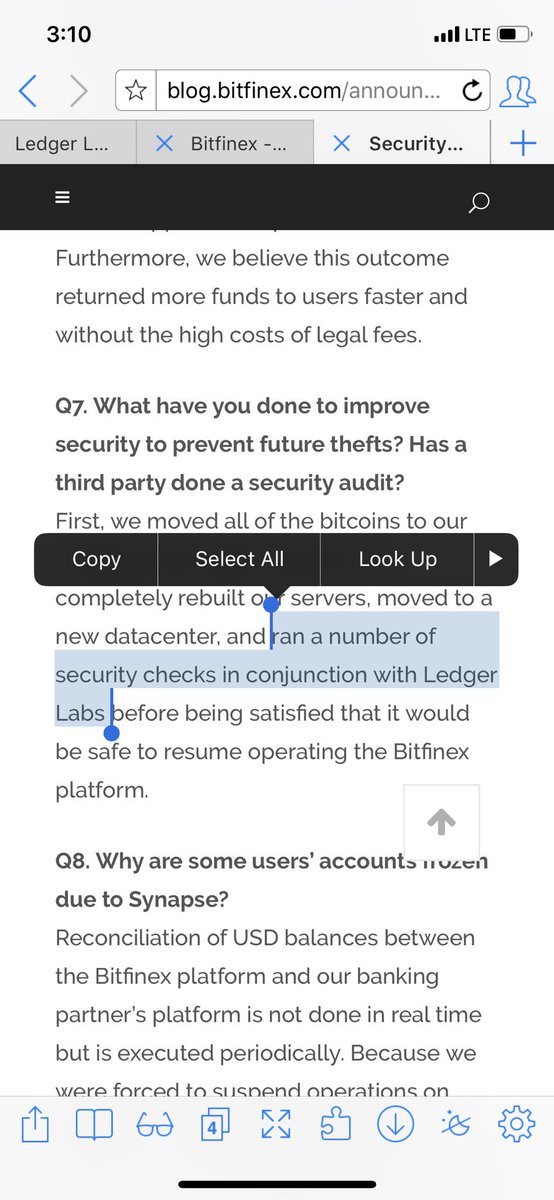 3:10
LTE
blog.bitfinex.com/announ...
Ledger L...
Bitfinex -...
Security...
Furthermore, we believe this outcome
returned more funds to users faster and
without the high costs of legal fees.
Q7. What have you done to improve
security to prevent future thefts? Has a
third party done a security audit?
First, we moved all of the bitcoins to our
Copy
Select All
Look Up
completely rebuilt our servers, moved to a
new datacenter, and ran a number of
security checks in conjunction with Ledger
Labs before being satisfied that it would
be safe to resume operating the Bitfinex
platform.
Q8. Why are some users’ accounts frozen
due to Synapse?
Reconciliation of USD balances between
the Bitfinex platform and our banking
partner’s platform is not done in real time
but is executed periodically. Because we
were forced to suspend operations on
4